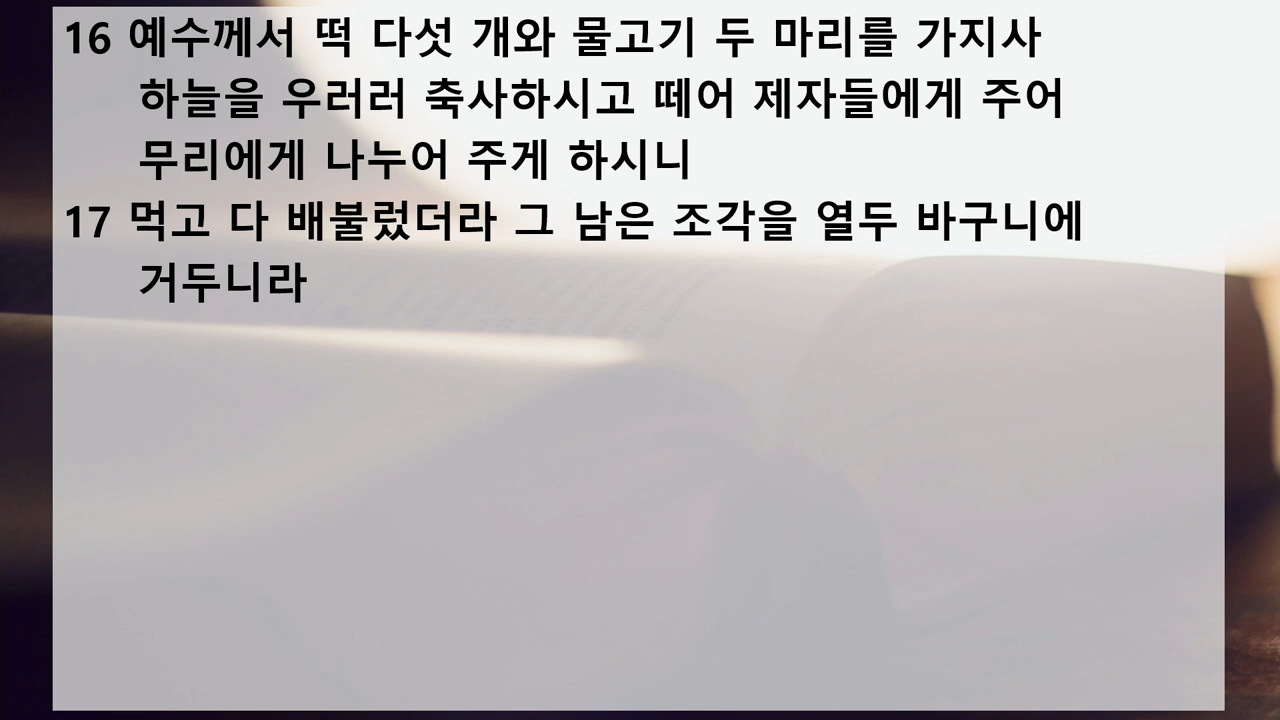 16 예수께서 떡 다섯 개와 물고기 두 마리를 가지사
하늘을 우러러 축사하시고 떼어 제자들에게 주어
무리에게 나누어 주게 하시니
17 먹고 다 배불렀더라 그 남은 조각을 열두 바구니에
거두니라